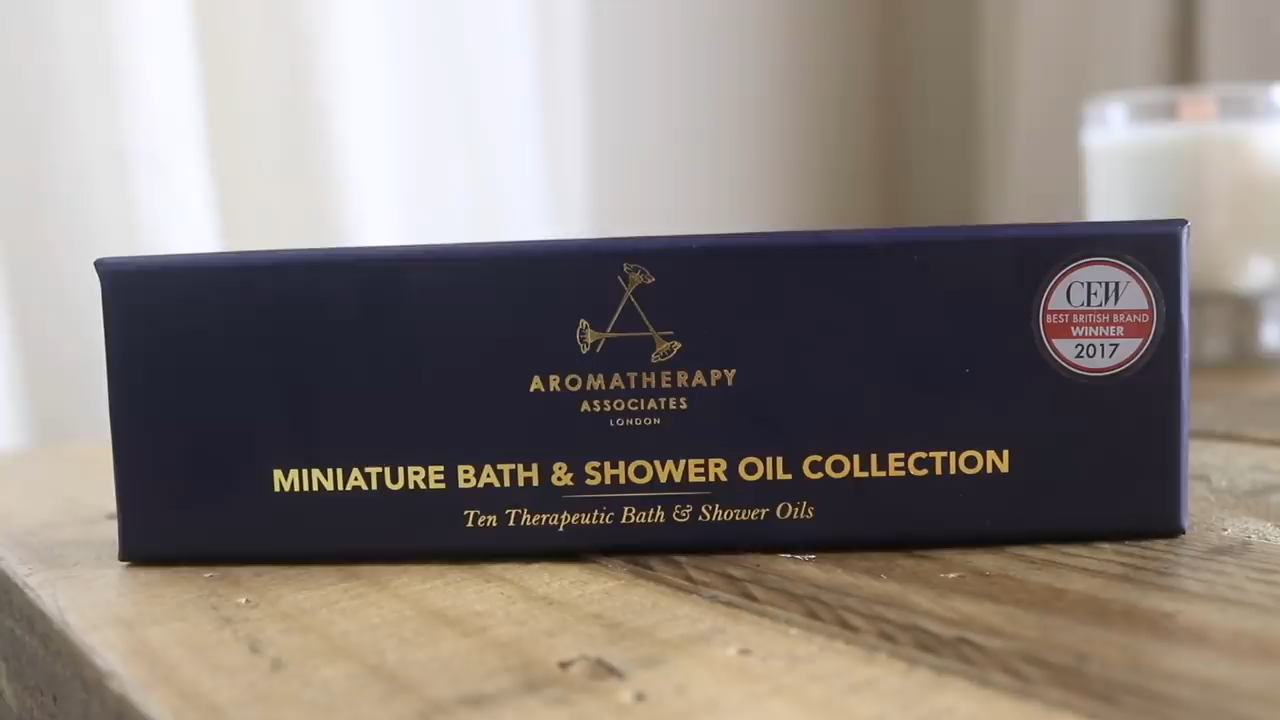 AROMATHERAPY
ASSOCIATES
LONDON
MINIATURE BATH & SHOWER OIL COLLECTION
Ten Therapeutic Bath & Shower Oils
CEW
BEST BRITISH BRAND
WINNER
2017